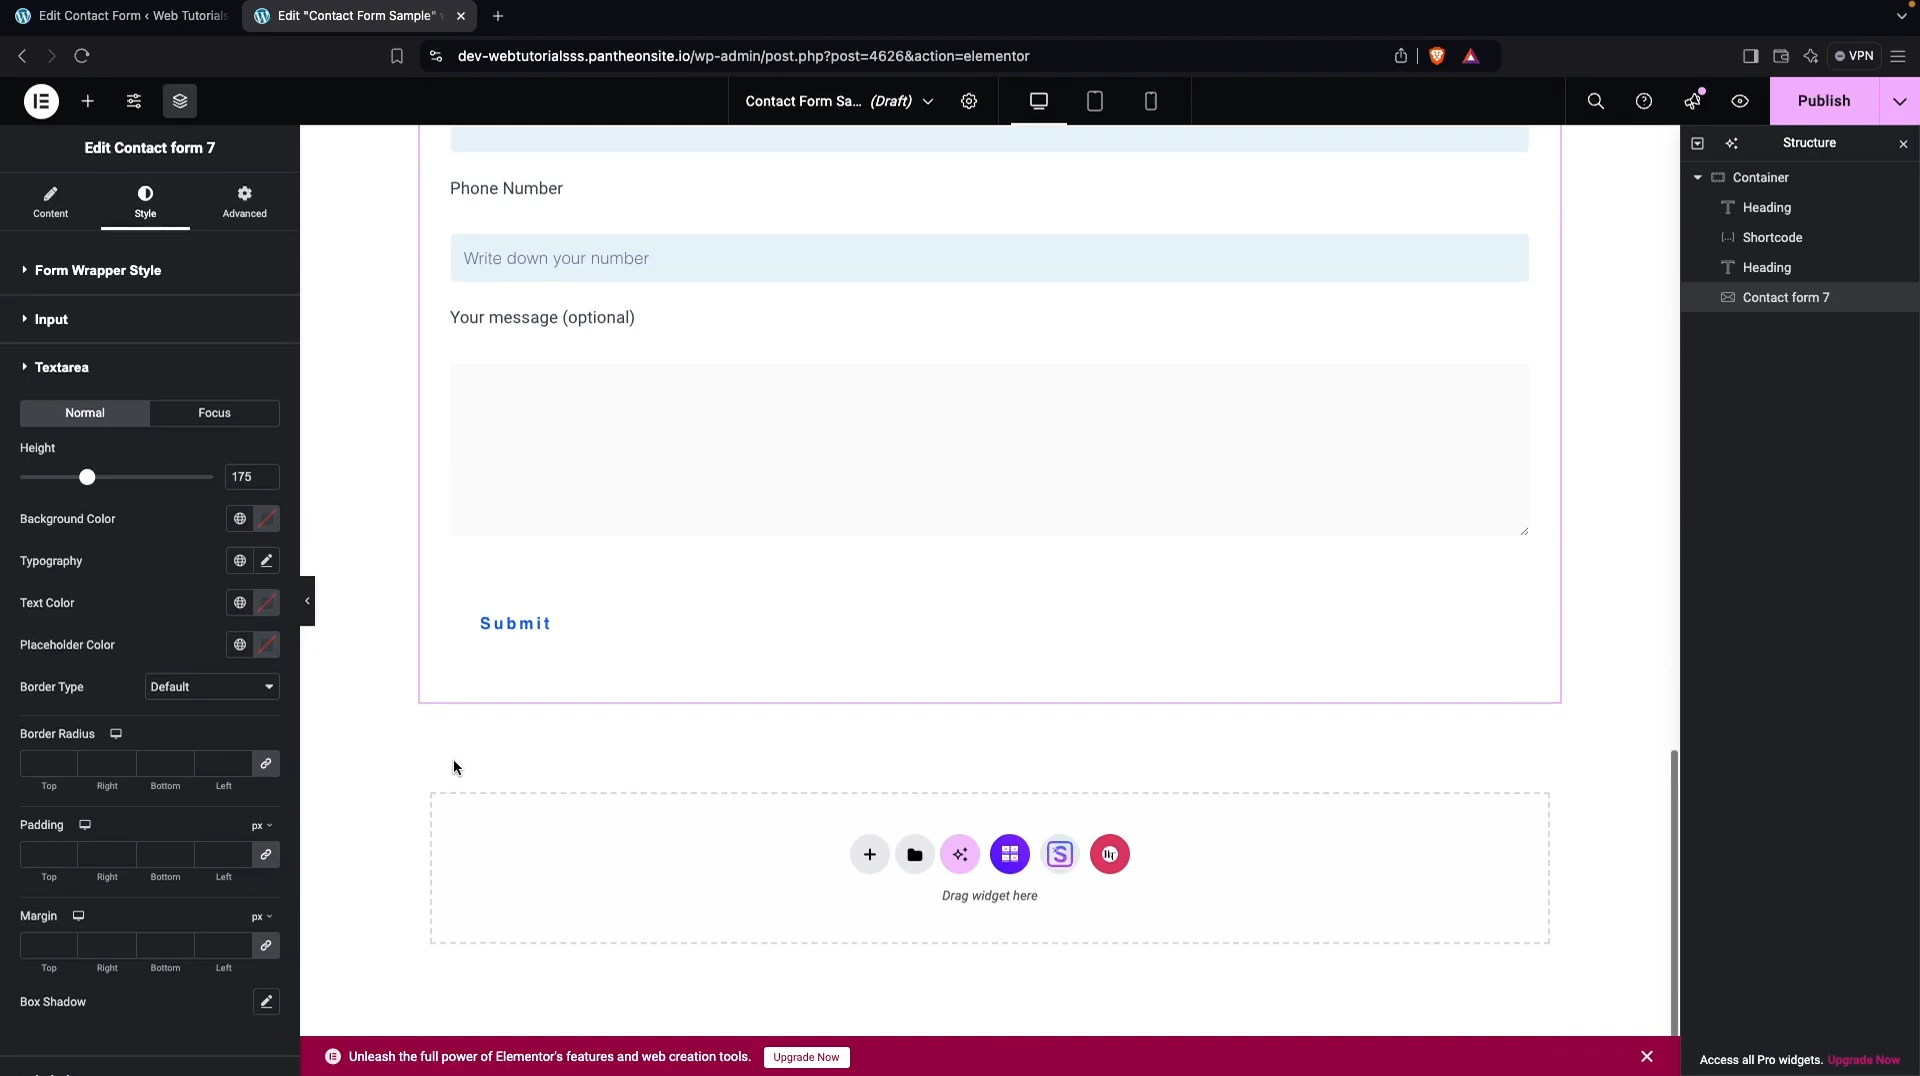 Edit Contact Form ‹ Web Tutorials
Edit "Contact Form Sample"
dev-webtutorialsss.pantheonsite.io/wp-admin/post.php?post=4626&action=elementor
VPN
Contact Form Sa... (Draft)
Publish
Edit Contact form 7
Content
Style
Advanced
Form Wrapper Style
Input
Textarea
Normal
Focus
Height
175
Background Color
Typography
Text Color
Placeholder Color
Border Type
Default
Border Radius
Top
Right
Bottom
Left
Padding
px
Top
Right
Bottom
Left
Margin
px
Top
Right
Bottom
Left
Box Shadow
Phone Number
Write down your number
Your message (optional)
Submit
Drag widget here
Unleash the full power of Elementor's features and web creation tools.
Upgrade Now
Structure
Container
Heading
Shortcode
Heading
Contact form 7
Access all Pro widgets. Upgrade Now